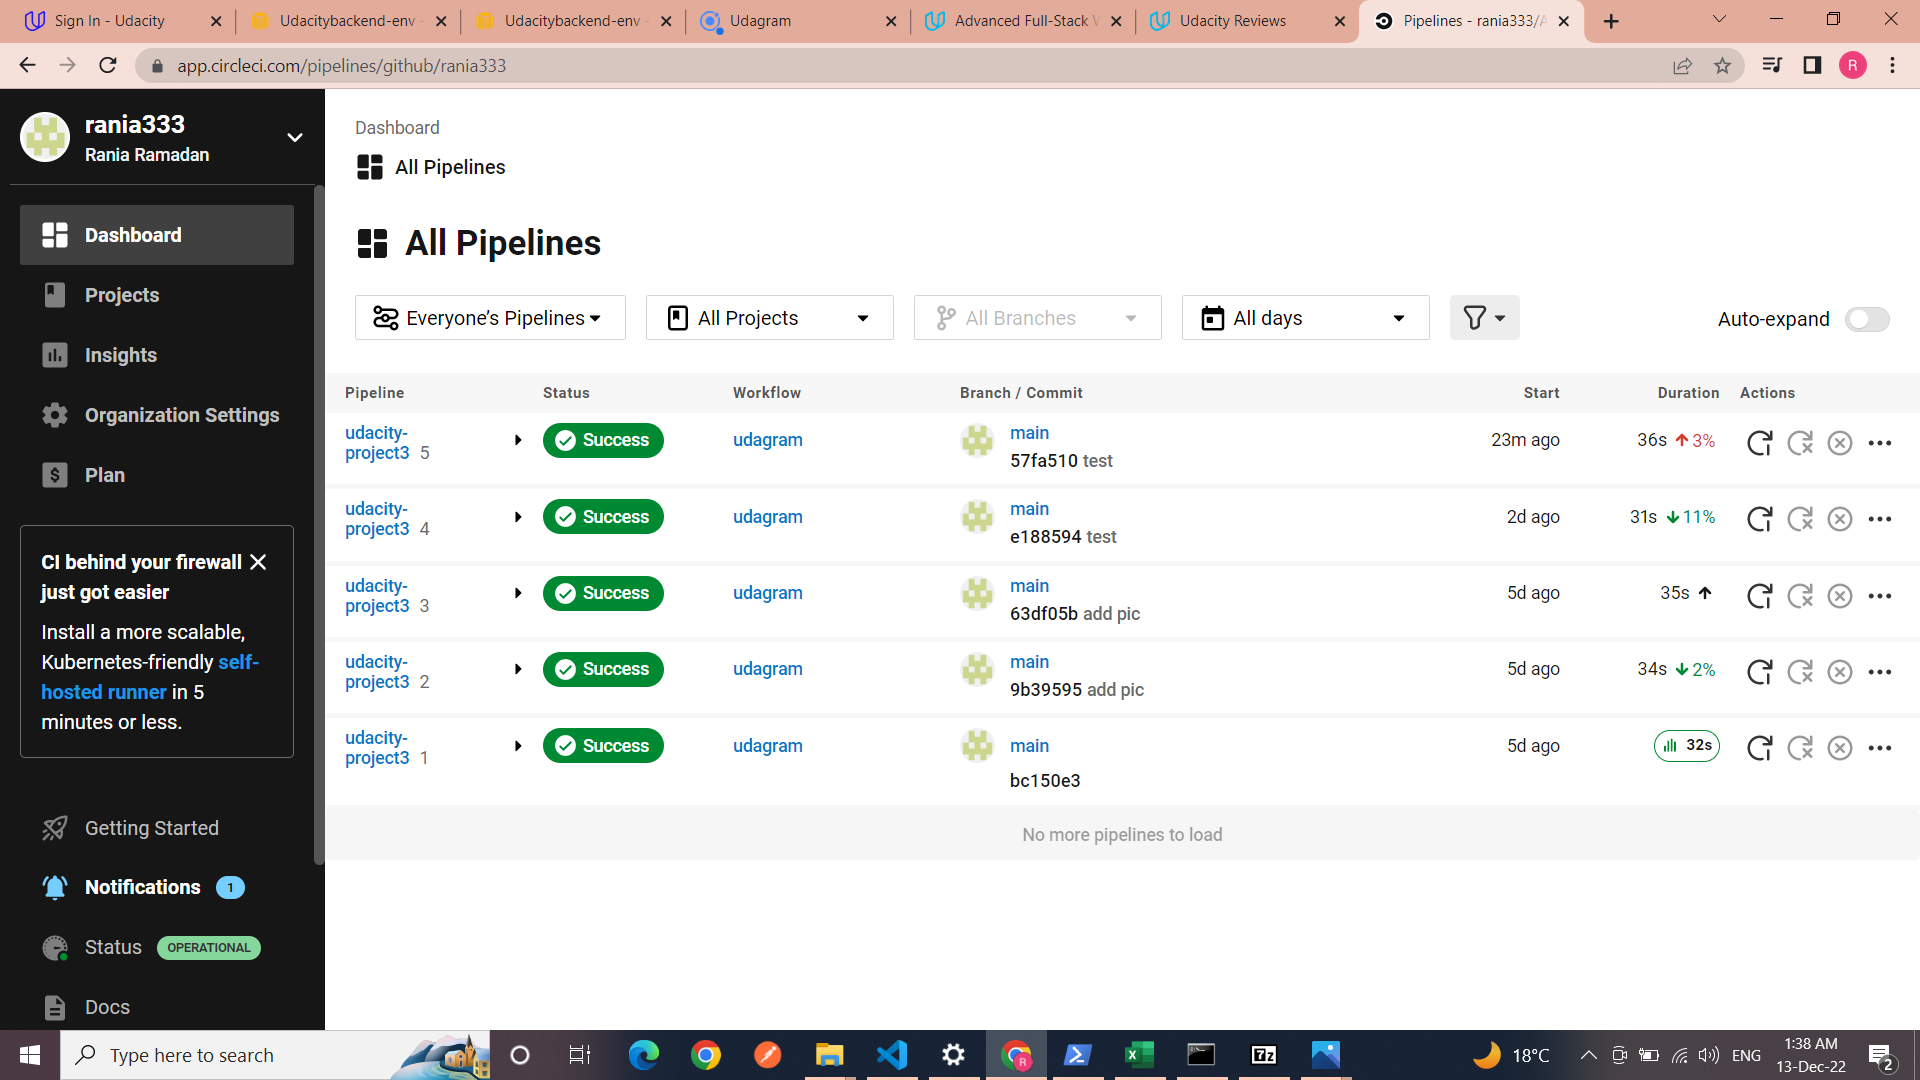 Sign In - Udacity
Udacitybackend-env -
Udacitybackend-env -
Udagram
Advanced Full-Stack W
Udacity Reviews
Pipelines - rania333/A
app.circleci.com/pipelines/github/rania333
R
rania333
Rania Ramadan
Dashboard
Projects
Insights
Organization Settings
Plan
CI behind your firewall
just got easier
Install a more scalable,
Kubernetes-friendly self-
hosted runner in 5
minutes or less.
Getting Started
Notifications 1
Status OPERATIONAL
Docs
Dashboard
All Pipelines
All Pipelines
Everyone’s Pipelines
All Projects
All Branches
All days
Auto-expand
Pipeline Status Workflow Branch / Commit Start Duration Actions
udacity-
project3 5
Success
udagram
main
57fa510 test
23m ago
36s 3%
udacity-
project3 4
Success
udagram
main
e188594 test
2d ago
31s 11%
udacity-
project3 3
Success
udagram
main
63df05b add pic
5d ago
35s
udacity-
project3 2
Success
udagram
main
9b39595 add pic
5d ago
34s 2%
udacity-
project3 1
Success
udagram
main
bc150e3
5d ago
32s
No more pipelines to load
Type here to search
R
7z
18°C
ENG
1:38 AM
13-Dec-22
2